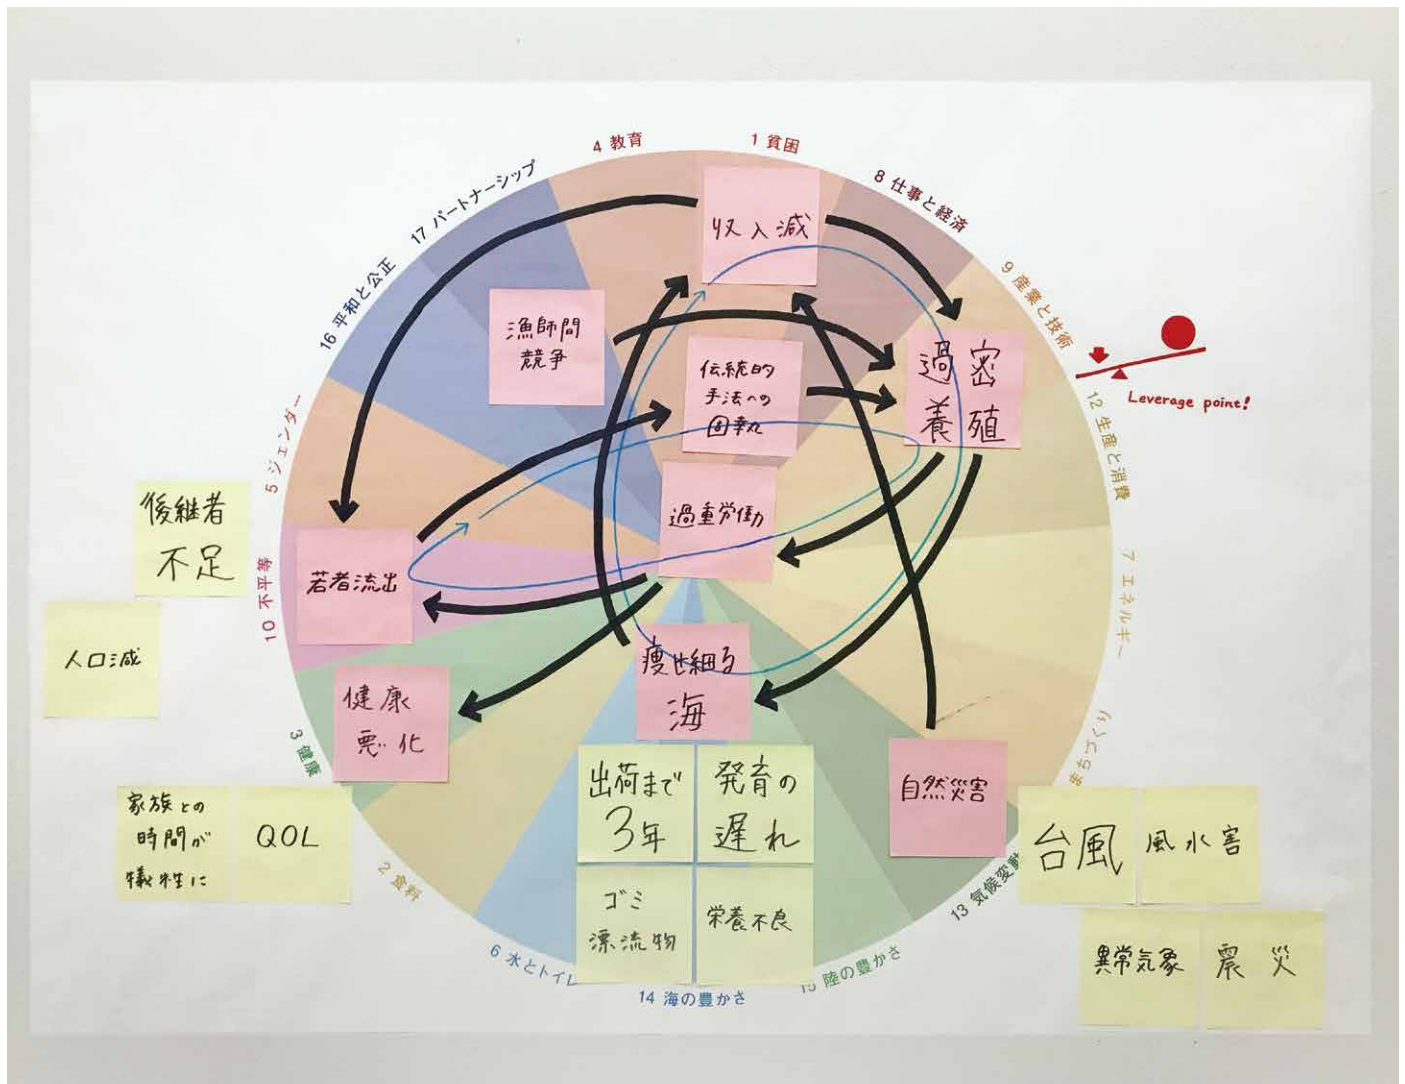 4 教育
1 貧困
17 パートナーシップ
8 仕事と経済
収入減
16 平和と公正
9 産業と技術
漁師間
競争
伝統的
手法への
固執
過密
養殖
Leverage point!
5 ジェンダー
12 生産と消費
後継者
不足
過重労働
10 不平等
若者流出
7 エネルギー
人口減
痩せ細る
海
健康
悪化
3 健康
まちづくり
自然災害
出荷まで
3年
発育の
遅れ
家族との
時間が
犠牲に
QOL
台風
風水害
2 食料
ゴミ
漂流物
栄養不良
13 気候変動
異常気象
震災
6 水とトイレ
14 海の豊かさ
15 陸の豊かさ